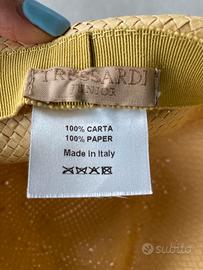 TRUSSARDI
JUNIOR
100% CARTA
100% PAPER
Made in Italy
subito